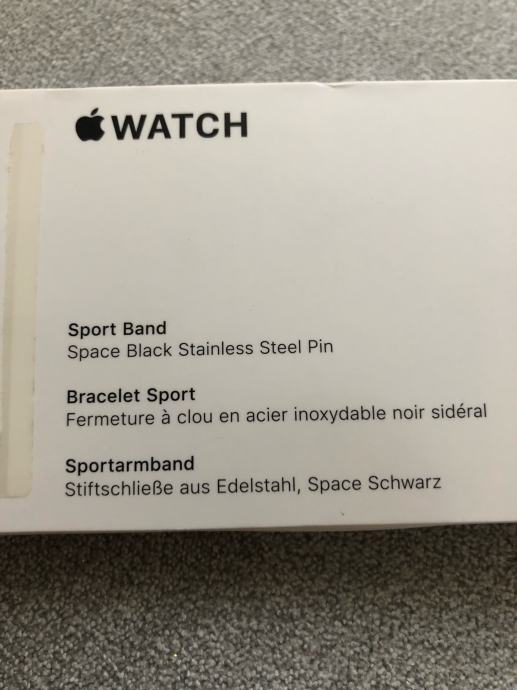 WATCH
Sport Band
Space Black Stainless Steel Pin
Bracelet Sport
Fermeture à clou en acier inoxydable noir sidéral
Sportarmband
Stiftschließe aus Edelstahl, Space Schwarz